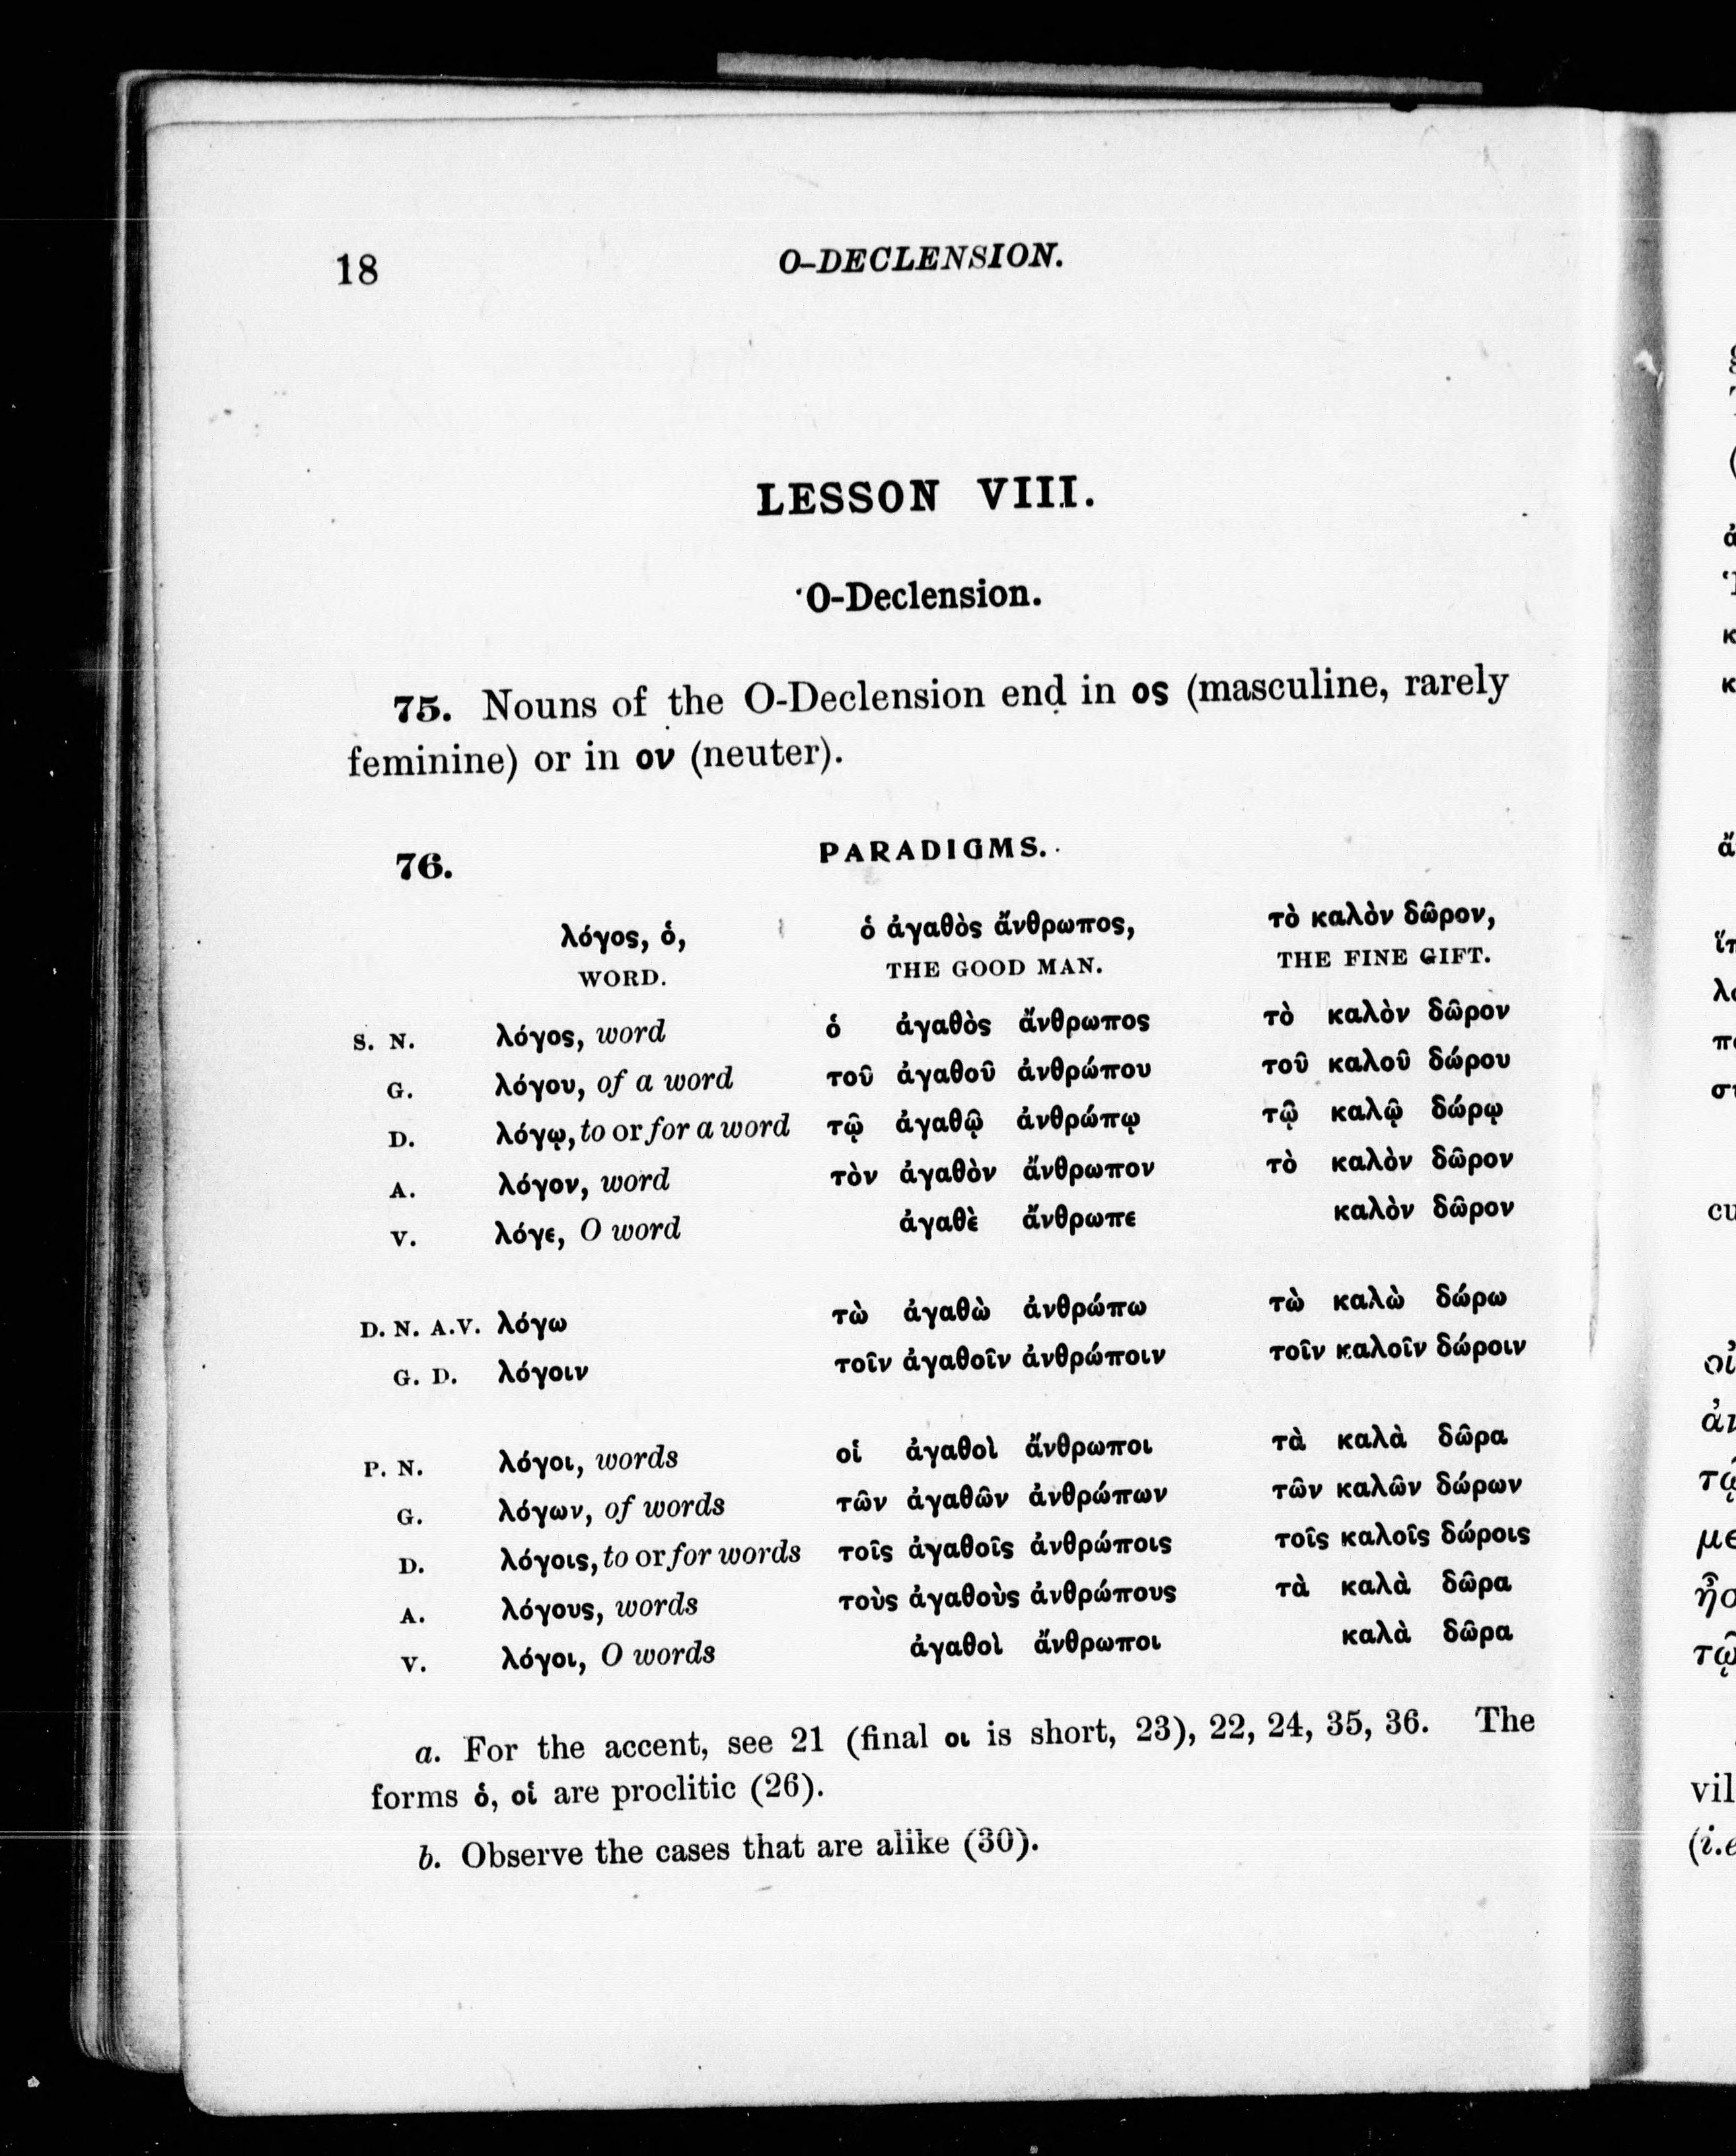 18 O-DECLENSION.
LESSON VIII.
O-Declension.
75. Nouns of the O-Declension end in ος (masculine, rarely
feminine) or in ον (neuter).
76. PARADIGMS.
λόγος, ὁ, ὁ ἀγαθὸς ἄνθρωπος, τὸ καλὸν δῶρον,
WORD. THE GOOD MAN. THE FINE GIFT.
S. N. λόγος, word ὁ ἀγαθὸς ἄνθρωπος τὸ καλὸν δῶρον
G. λόγου, of a word τοῦ ἀγαθοῦ ἀνθρώπου τοῦ καλοῦ δώρου
D. λόγῳ, to or for a word τῷ ἀγαθῷ ἀνθρώπῳ τῷ καλῷ δώρῳ
A. λόγον, word τὸν ἀγαθὸν ἄνθρωπον τὸ καλὸν δῶρον
V. λόγε, O word ἀγαθὲ ἄνθρωπε καλὸν δῶρον
D. N. A.V. λόγω τὼ ἀγαθὼ ἀνθρώπω τὼ καλὼ δώρω
G. D. λόγοιν τοῖν ἀγαθοῖν ἀνθρώποιν τοῖν καλοῖν δώροιν
P. N. λόγοι, words οἱ ἀγαθοὶ ἄνθρωποι τὰ καλὰ δῶρα
G. λόγων, of words τῶν ἀγαθῶν ἀνθρώπων τῶν καλῶν δώρων
D. λόγοις, to or for words τοῖς ἀγαθοῖς ἀνθρώποις τοῖς καλοῖς δώροις
A. λόγους, words τοὺς ἀγαθοὺς ἀνθρώπους τὰ καλὰ δῶρα
V. λόγοι, O words ἀγαθοὶ ἄνθρωποι καλὰ δῶρα
a. For the accent, see 21 (final οι is short, 23), 22, 24, 35, 36. The
forms ὁ, οἱ are proclitic (26).
b. Observe the cases that are alike (30).